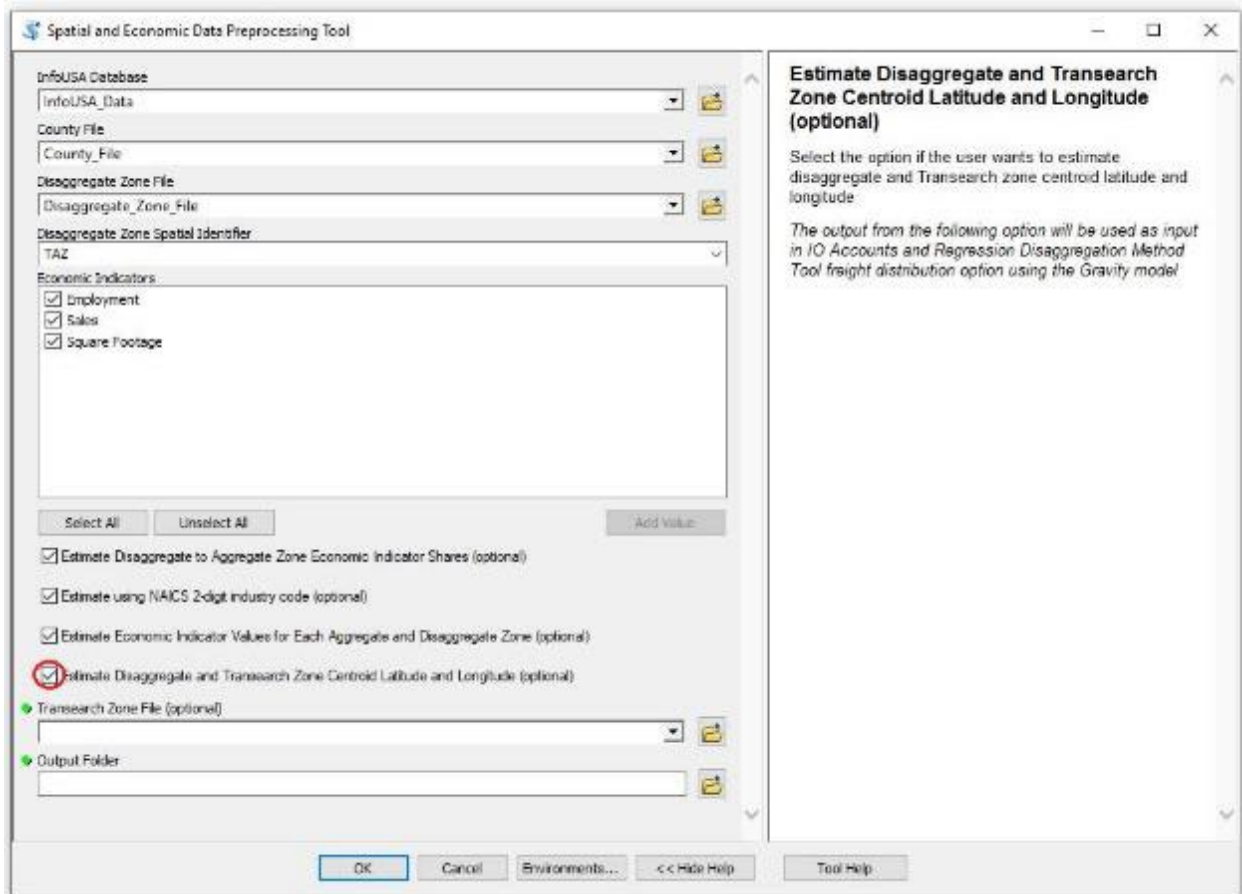 Spatial and Economic Data Preprocessing Tool
InfoUSA Database
InfoUSA_Data
County File
County_File
Disaggregate Zone File
Disaggregate_Zone_File
Disaggregate Zone Spatial Identifier
TAZ
Economic Indicators
Employment
Sales
Square Footage
Select All
Unselect All
Add Value
Estimate Disaggregate to Aggregate Zone Economic Indicator Shares (optional)
Estimate using NAICS 2-digit industry code (optional)
Estimate Economic Indicator Values for Each Aggregate and Disaggregate Zone (optional)
Estimate Disaggregate and Transearch Zone Centroid Latitude and Longitude (optional)
Transearch Zone File (optional)
Output Folder
OK
Cancel
Environments...
<< Hide Help
Tool Help
Estimate Disaggregate and Transearch
Zone Centroid Latitude and Longitude
(optional)
Select the option if the user wants to estimate
disaggregate and Transearch zone centroid latitude and
longitude
The output from the following option will be used as input
in IO Accounts and Regression Disaggregation Method
Tool freight distribution option using the Gravity model